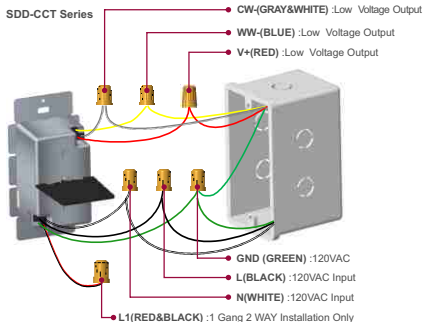 SDD-CCT Series
CW-(GRAY&WHITE) :Low Voltage Output
WW-(BLUE) :Low Voltage Output
V+(RED) :Low Voltage Output
GND (GREEN) :120VAC
L(BLACK) :120VAC Input
N(WHITE) :120VAC Input
L1(RED&BLACK) :1 Gang 2 WAY Installation Only